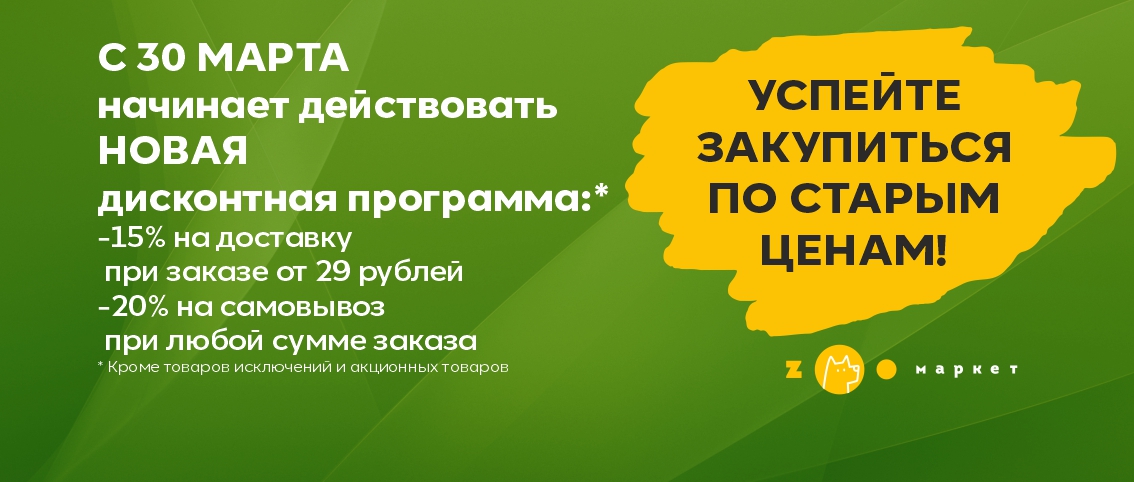 С 30 МАРТА
начинает действовать
НОВАЯ
дисконтная программа:*
-15% на доставку
при заказе от 29 рублей
-20% на самовывоз
при любой сумме заказа
* Кроме товаров исключений и акционных товаров
УСПЕЙТЕ
ЗАКУПИТЬСЯ
ПО СТАРЫМ
ЦЕНАМ!
ZOO маркет